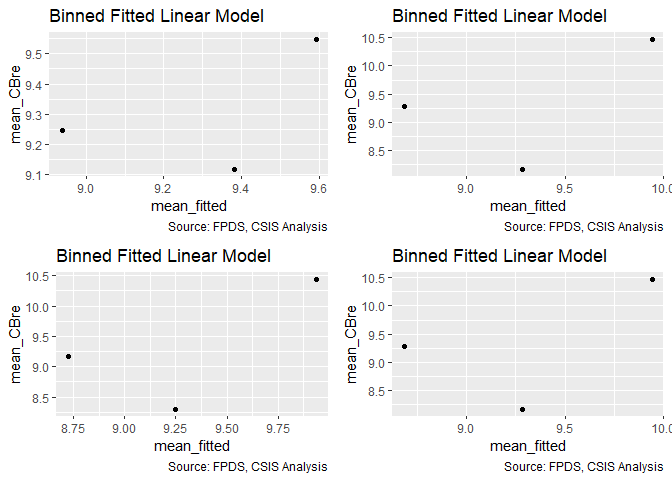 Binned Fitted Linear Model
9.5
9.4
9.3
9.2
9.1
mean_CBre
9.0 9.2 9.4 9.6
mean_fitted
Source: FPDS, CSIS Analysis
Binned Fitted Linear Model
10.5
10.0
9.5
9.0
8.5
mean_CBre
9.0 9.5 10.0
mean_fitted
Source: FPDS, CSIS Analysis
Binned Fitted Linear Model
10.5
10.0
9.5
9.0
8.5
mean_CBre
8.75 9.00 9.25 9.50 9.75
mean_fitted
Source: FPDS, CSIS Analysis
Binned Fitted Linear Model
10.5
10.0
9.5
9.0
8.5
mean_CBre
9.0 9.5 10.0
mean_fitted
Source: FPDS, CSIS Analysis